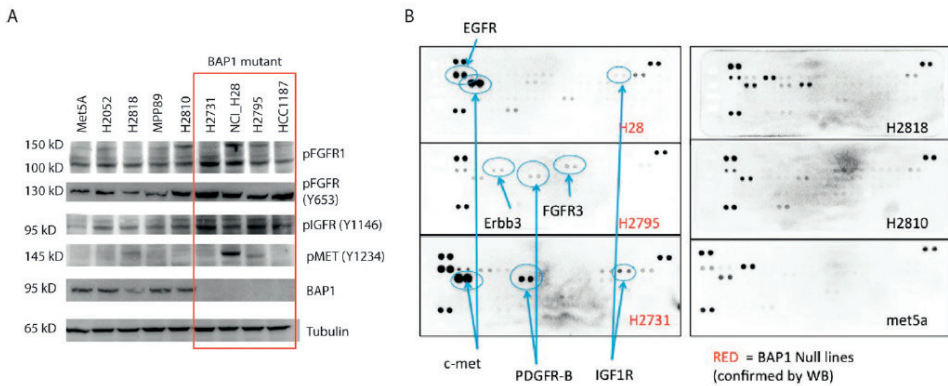 A
BAP1 mutant
Met5A
H2052
H2818
MPP89
H2810
H2731
NCI_H28
H2795
HCC1187
150 kD
100 kD
pFGFR1
130 kD
pFGFR
(Y653)
95 kD
pIGFR (Y1146)
145 kD
pMET (Y1234)
95 kD
BAP1
65 kD
Tubulin
B
EGFR
H28
Erbb3
FGFR3
H2795
H2731
c-met
PDGFR-B
IGF1R
H2818
H2810
met5a
RED = BAP1 Null lines
(confirmed by WB)